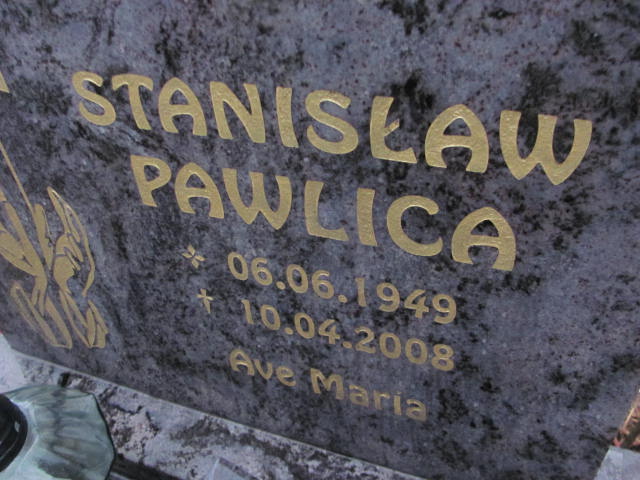 STANISŁAW
PAWLICA
✲ 06.06.1949
† 10.04.2008
Ave Maria